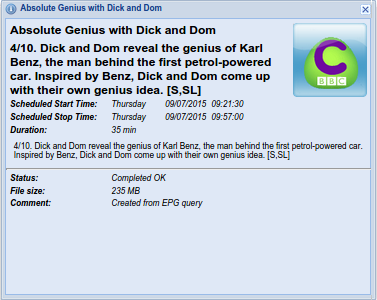 Absolute Genius with Dick and Dom
Absolute Genius with Dick and Dom
4/10. Dick and Dom reveal the genius of Karl
Benz, the man behind the first petrol-powered
car. Inspired by Benz, Dick and Dom come up
with their own genius idea. [S,SL]
BBC
Scheduled Start Time: Thursday 09/07/2015 09:21:30
Scheduled Stop Time: Thursday 09/07/2015 09:57:00
Duration: 35 min
4/10. Dick and Dom reveal the genius of Karl Benz, the man behind the first petrol-powered car.
Inspired by Benz, Dick and Dom come up with their own genius idea. [S,SL]
Status: Completed OK
File size: 235 MB
Comment: Created from EPG query